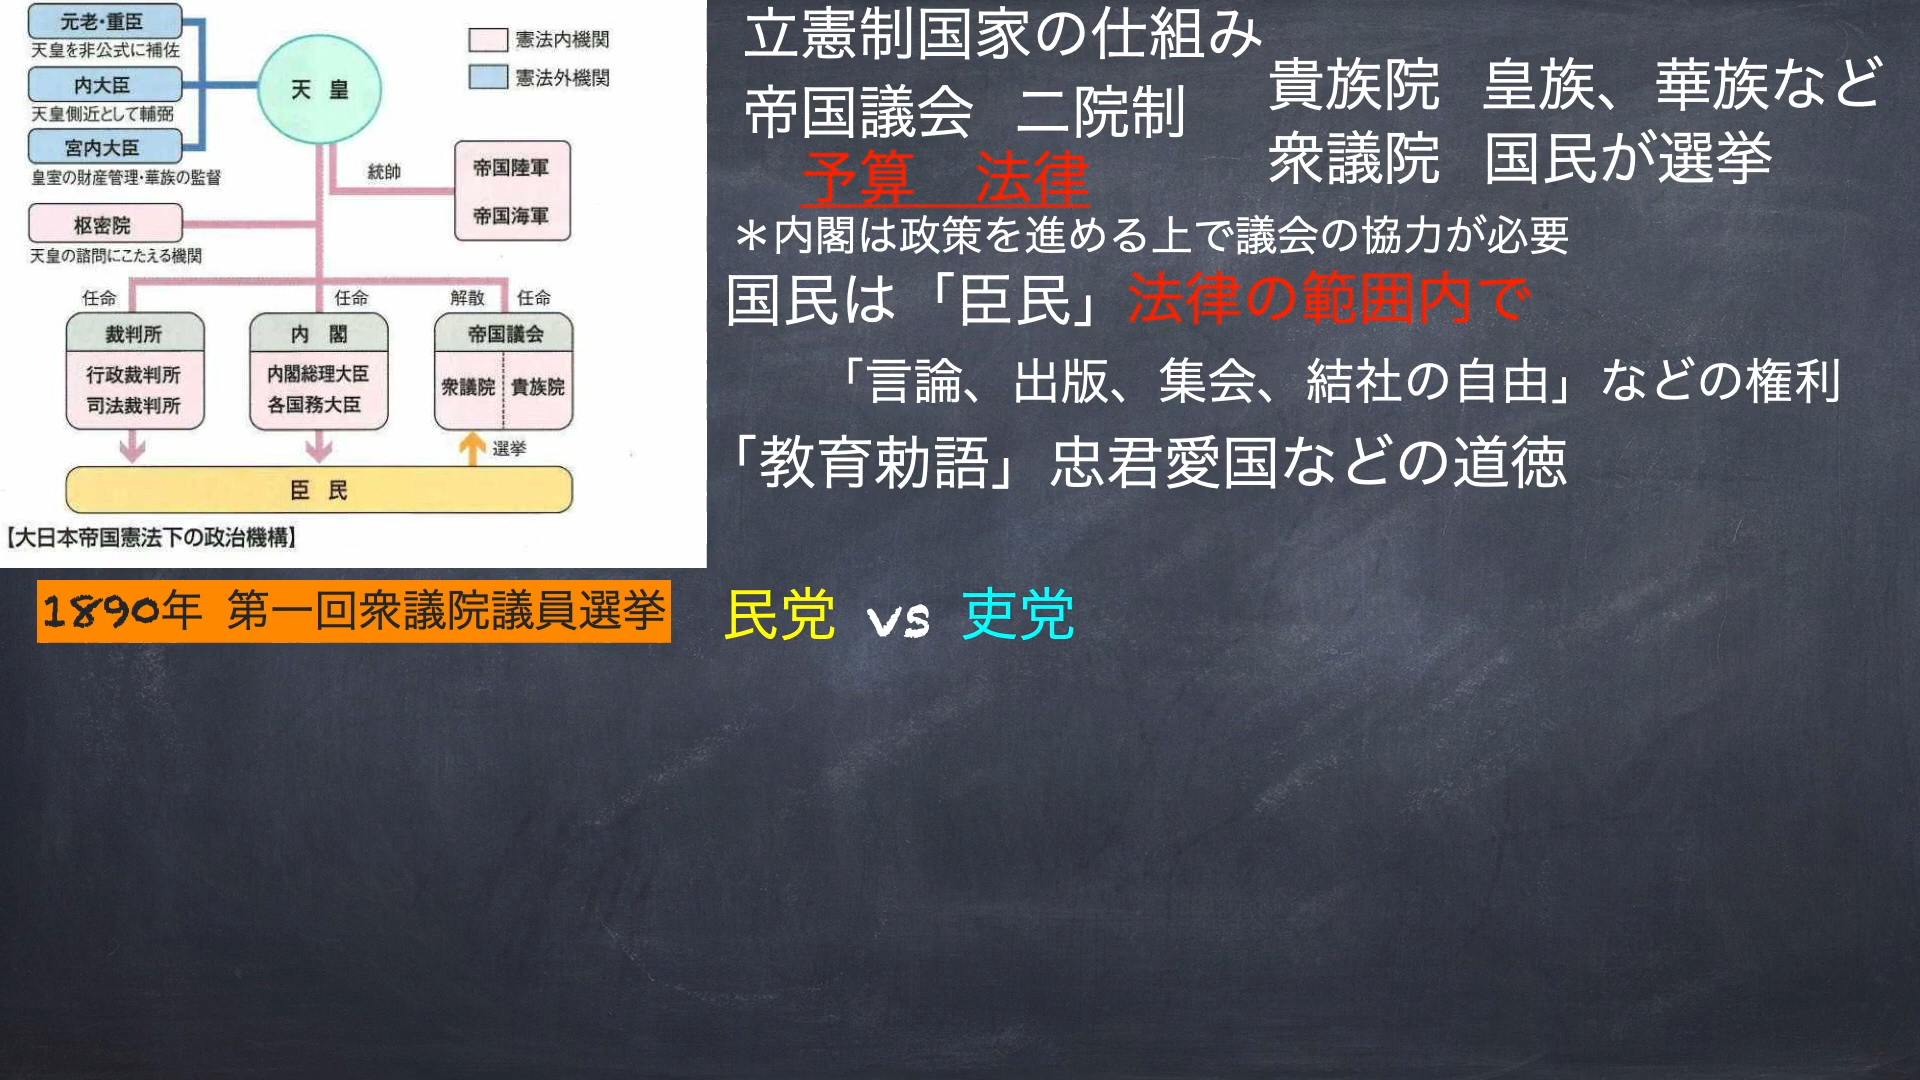 元老・重臣
天皇を非公式に補佐
内大臣
天皇側近として輔弼
宮内大臣
皇室の財産管理・華族の監督
枢密院
天皇の諮問にこたえる機関
天 皇
憲法内機関
憲法外機関
統帥
帝国陸軍
帝国海軍
任命
任命
解散
任命
裁判所
行政裁判所
司法裁判所
内 閣
内閣総理大臣
各国務大臣
帝国議会
衆議院
貴族院
選挙
臣 民
【大日本帝国憲法下の政治機構】
立憲制国家の仕組み
帝国議会 二院制
貴族院 皇族、華族など
衆議院 国民が選挙
予算 法律
＊内閣は政策を進める上で議会の協力が必要
国民は「臣民」法律の範囲内で
「言論、出版、集会、結社の自由」などの権利
「教育勅語」忠君愛国などの道徳
1890年 第一回衆議院議員選挙
民党 vs 吏党